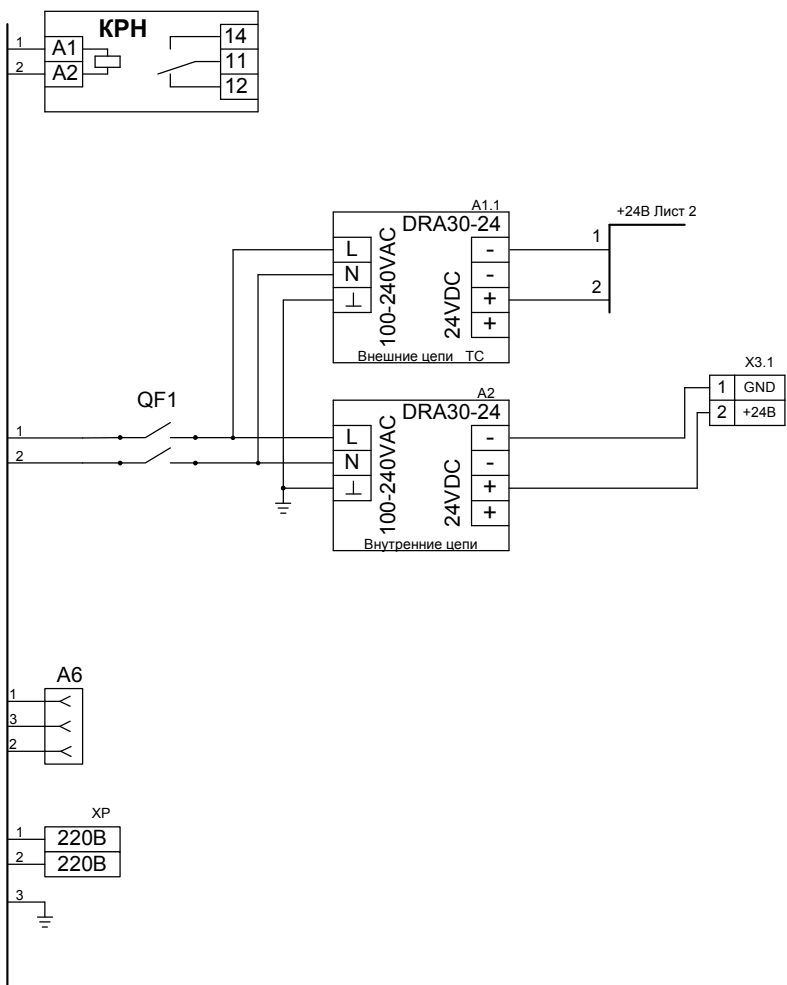 КРН
1 A1 14
2 A2 11
12
A1.1
DRA30-24
+24В Лист 2
L - 1
N -
⊥ + 2
+
100-240VAC
24VDC
Внешние цепи ТС
X3.1
1 GND
2 +24В
QF1
A2
DRA30-24
1 L -
2 N -
⊥ +
+
100-240VAC
24VDC
Внутренние цепи
A6
1
3
2
XP
1 220В
2 220В
3